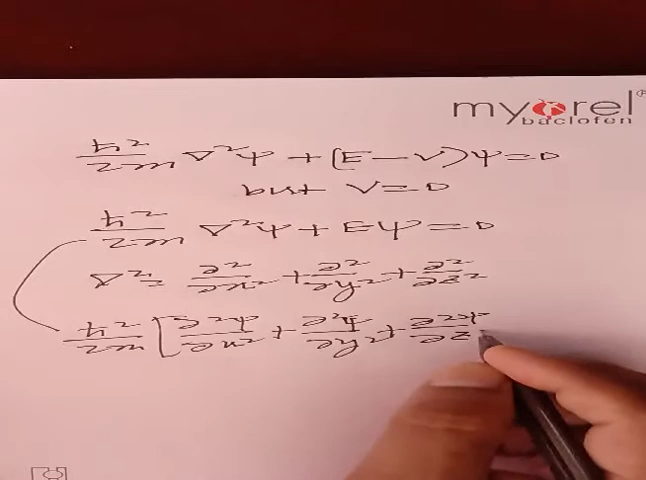 myorel®
baclofen
ħ²/2m ∇²ψ + (E − V)ψ = 0
but V = 0
ħ²/2m ∇²ψ + Eψ = 0
∇² = ∂²/∂x² + ∂²/∂y² + ∂²/∂z²
ħ²/2m [∂²ψ/∂x² + ∂²ψ/∂y² + ∂²ψ/∂z